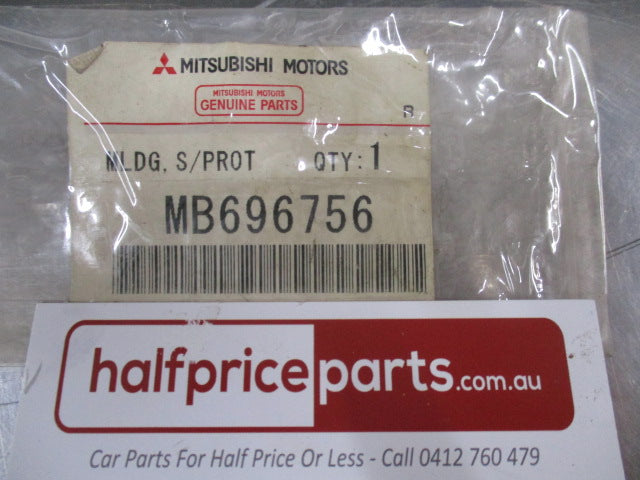 MITSUBISHI MOTORS
MITSUBISHI MOTORS
GENUINE PARTS
MLDG, S/PROT QTY: 1
MB696756
halfpriceparts.com.au
Car Parts For Half Price Or Less - Call 0412 760 479